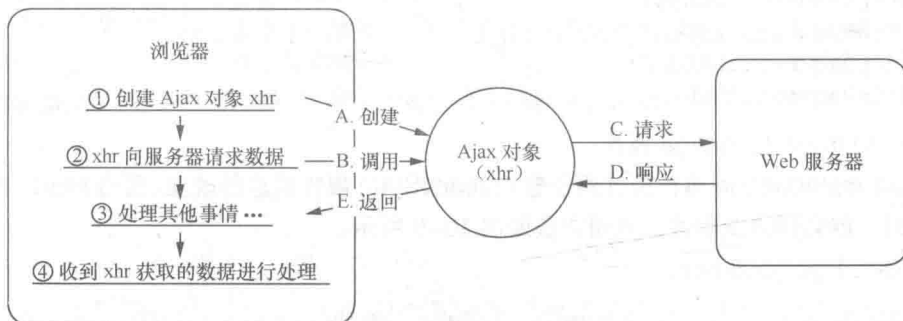 浏览器
① 创建 Ajax 对象 xhr
A. 创建
② xhr 向服务器请求数据
B. 调用
Ajax 对象
(xhr)
C. 请求
D. 响应
Web 服务器
E. 返回
③ 处理其他事情 …
④ 收到 xhr 获取的数据进行处理